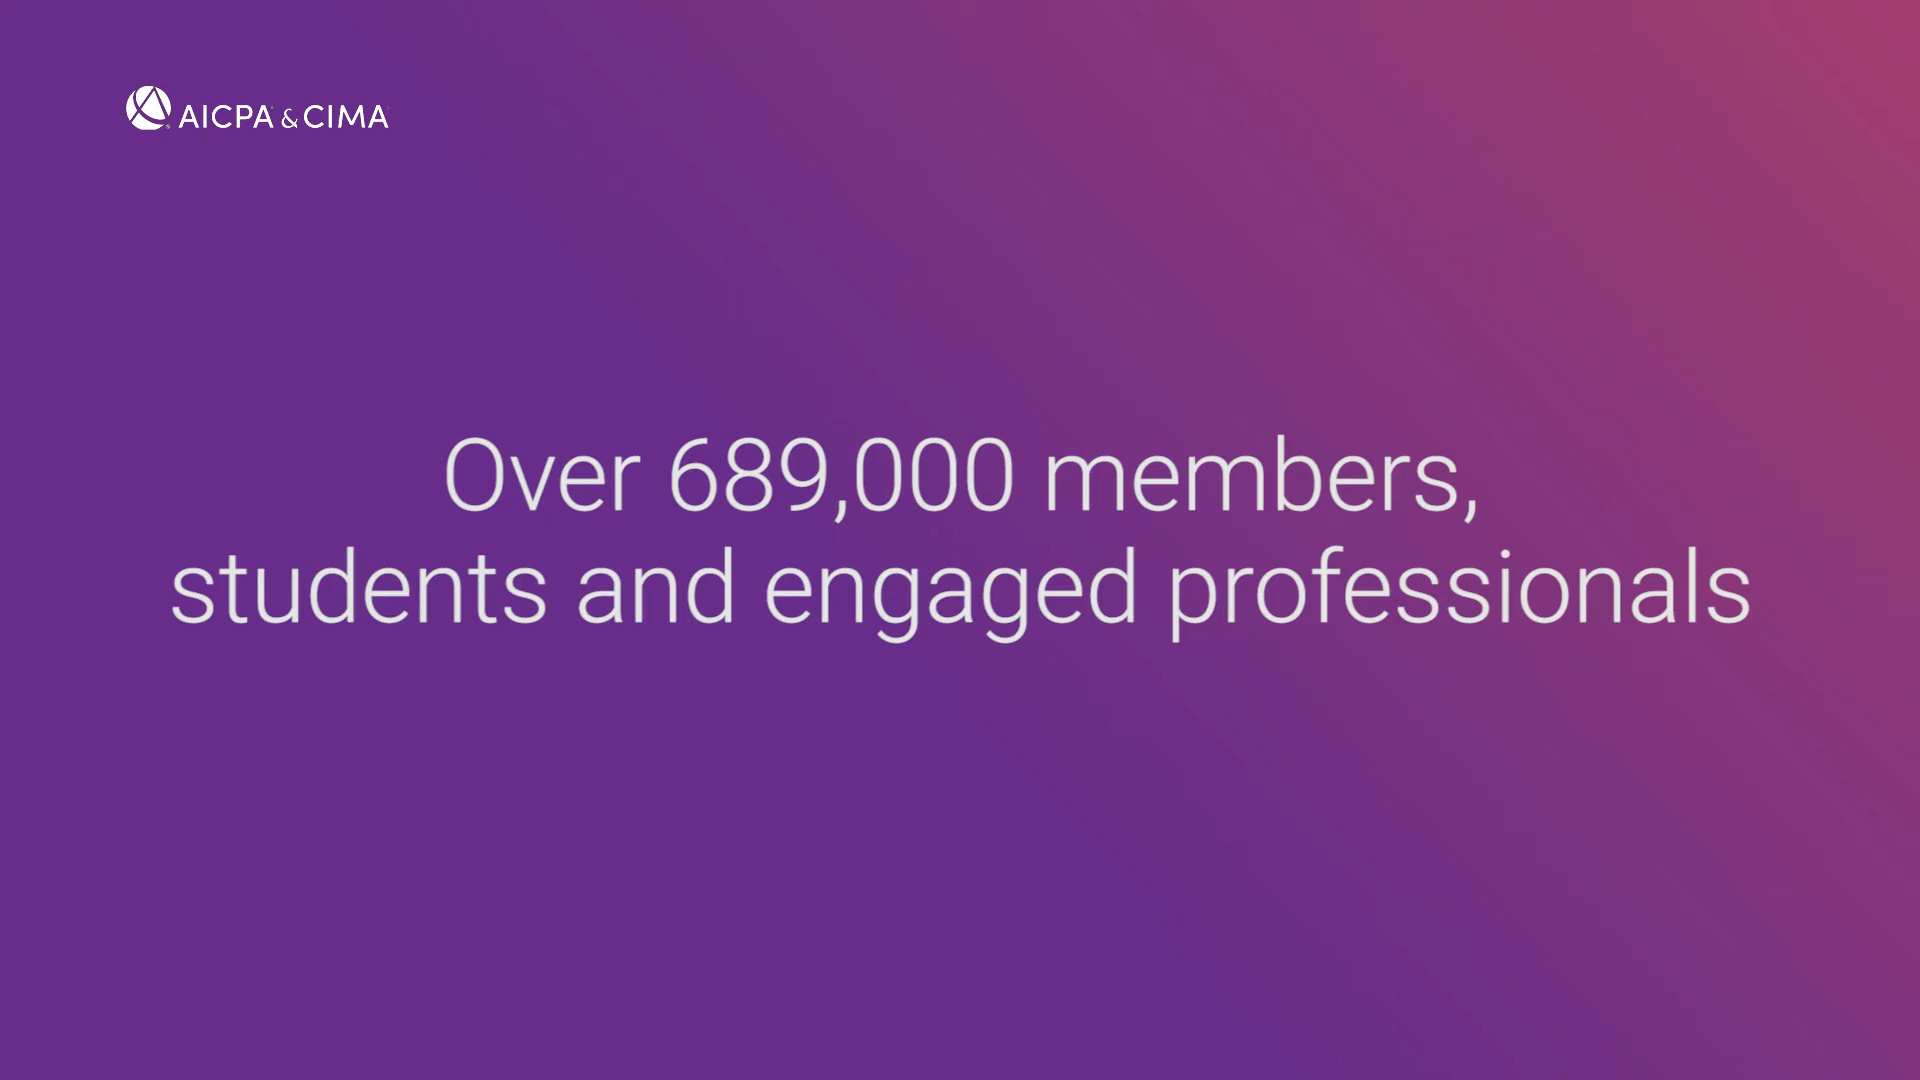 AICPA & CIMA
Over 689,000 members,
students and engaged professionals